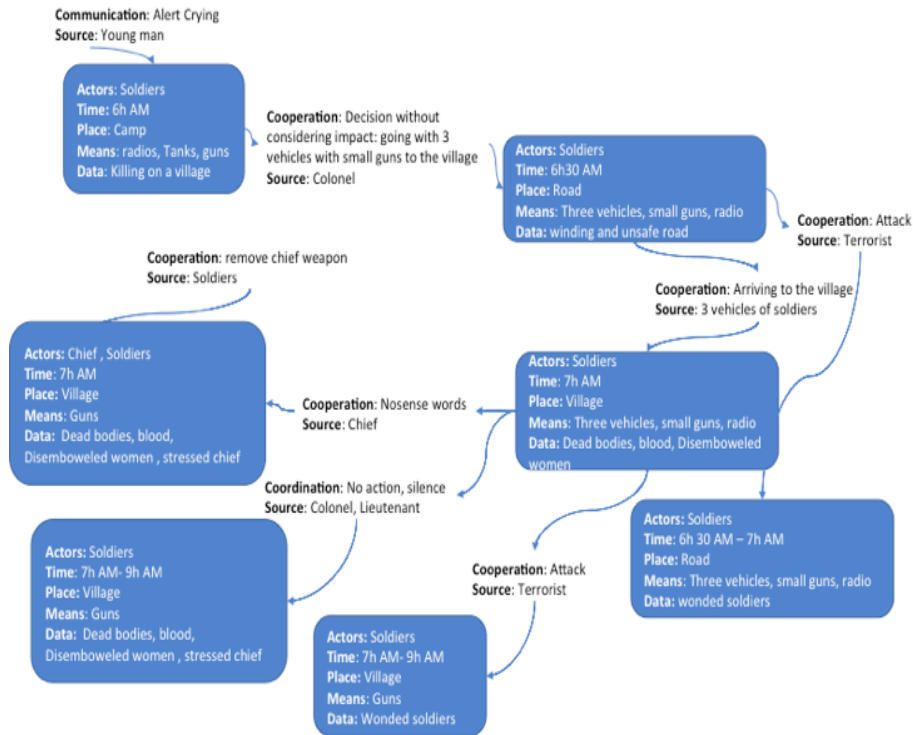 Communication: Alert Crying
Source: Young man
Actors: Soldiers
Time: 6h AM
Place: Camp
Means: radios, Tanks, guns
Data: Killing on a village
Cooperation: Decision without
considering impact: going with 3
vehicles with small guns to the village
Source: Colonel
Actors: Soldiers
Time: 6h30 AM
Place: Road
Means: Three vehicles, small guns, radio
Data: winding and unsafe road
Cooperation: Attack
Source: Terrorist
Cooperation: Arriving to the village
Source: 3 vehicles of soldiers
Cooperation: remove chief weapon
Source: Soldiers
Actors: Chief , Soldiers
Time: 7h AM
Place: Village
Means: Guns
Data: Dead bodies, blood,
Disemboweled women , stressed chief
Cooperation: Nosense words
Source: Chief
Actors: Soldiers
Time: 7h AM
Place: Village
Means: Three vehicles, small guns, radio
Data: Dead bodies, blood, Disemboweled
women
Coordination: No action, silence
Source: Colonel, Lieutenant
Actors: Soldiers
Time: 7h AM- 9h AM
Place: Village
Means: Guns
Data: Dead bodies, blood,
Disemboweled women , stressed chief
Cooperation: Attack
Source: Terrorist
Actors: Soldiers
Time: 7h AM- 9h AM
Place: Village
Means: Guns
Data: Wonded soldiers
Actors: Soldiers
Time: 6h 30 AM – 7h AM
Place: Road
Means: Three vehicles, small guns, radio
Data: wonded soldiers